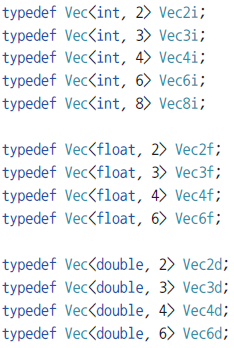 typedef Vec<int, 2> Vec2i;
typedef Vec<int, 3> Vec3i;
typedef Vec<int, 4> Vec4i;
typedef Vec<int, 6> Vec6i;
typedef Vec<int, 8> Vec8i;
typedef Vec<float, 2> Vec2f;
typedef Vec<float, 3> Vec3f;
typedef Vec<float, 4> Vec4f;
typedef Vec<float, 6> Vec6f;
typedef Vec<double, 2> Vec2d;
typedef Vec<double, 3> Vec3d;
typedef Vec<double, 4> Vec4d;
typedef Vec<double, 6> Vec6d;